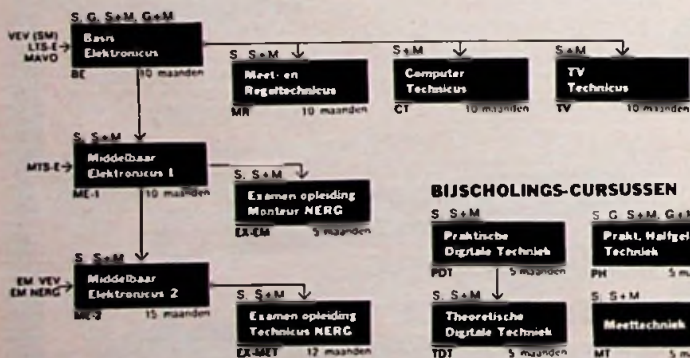 S, G, S+M, G+M
VEV (SM)
LTS-E
MAVO
Basis
Elektronicus
BE 10 maanden
S S+M
Meet- en
Regeltechnicus
MR 10 maanden
S+M
Computer
Technicus
CT 10 maanden
S+M
TV
Technicus
TV 10 maanden
S, S+M
MTS-E
Middelbaar
Elektronicus 1
ME-1 10 maanden
S, S+M
Examen opleiding
Monteur NERG
EX-EM 5 maanden
S, S+M
EM VEV
EM NERG
Middelbaar
Elektronicus 2
ME-2 15 maanden
S, S+M
Examen opleiding
Technicus NERG
EX-MET 12 maanden
BIJSCHOLINGS-CURSUSSEN
S S+M
Praktische
Digitale Techniek
PDT 5 maanden
S G S+M, G+M
Prakt. Halfgel
Techniek
PH 5 m
S, S+M
Theoretische
Digitale Techniek
TDT 5 maanden
S, S+M
Meettechniek
MT 5 m